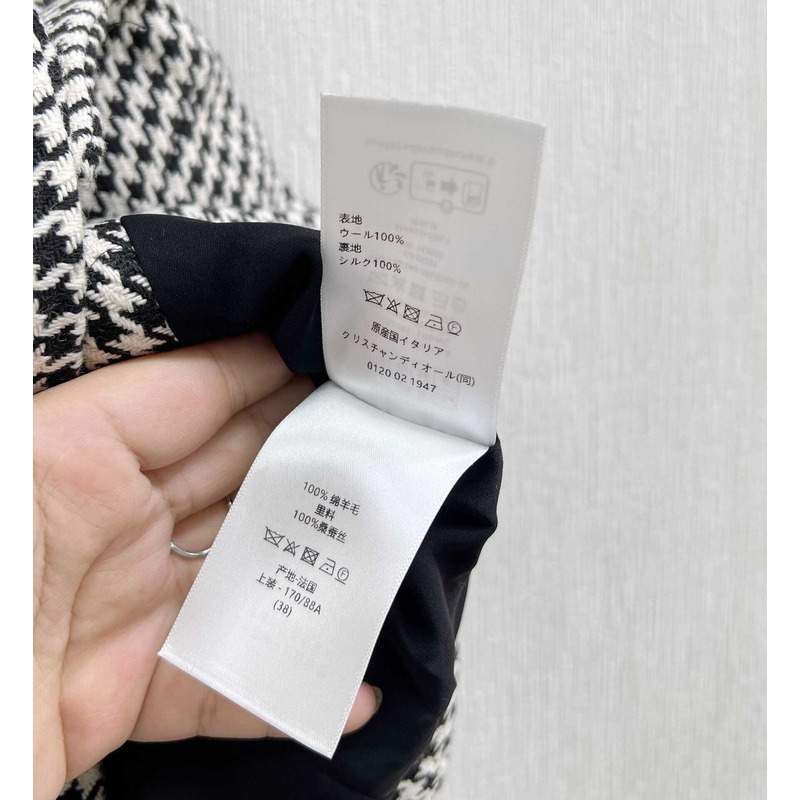 表地
ウール100%
裏地
シルク100%
原産国イタリア
クリスチャンディオール(同)
0120 02 1947
100% 绵羊毛
里料
100%桑蚕丝
产地-法国
上装 - 170/88A
(38)